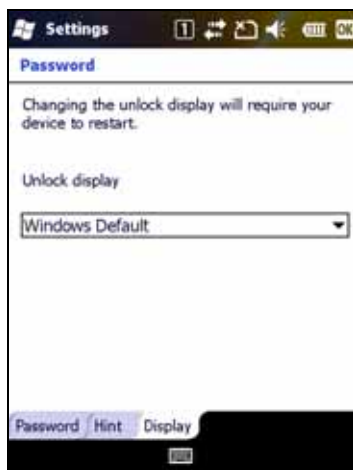 Settings
1
OK
Password
Changing the unlock display will require your
device to restart.
Unlock display
Windows Default
Password Hint Display